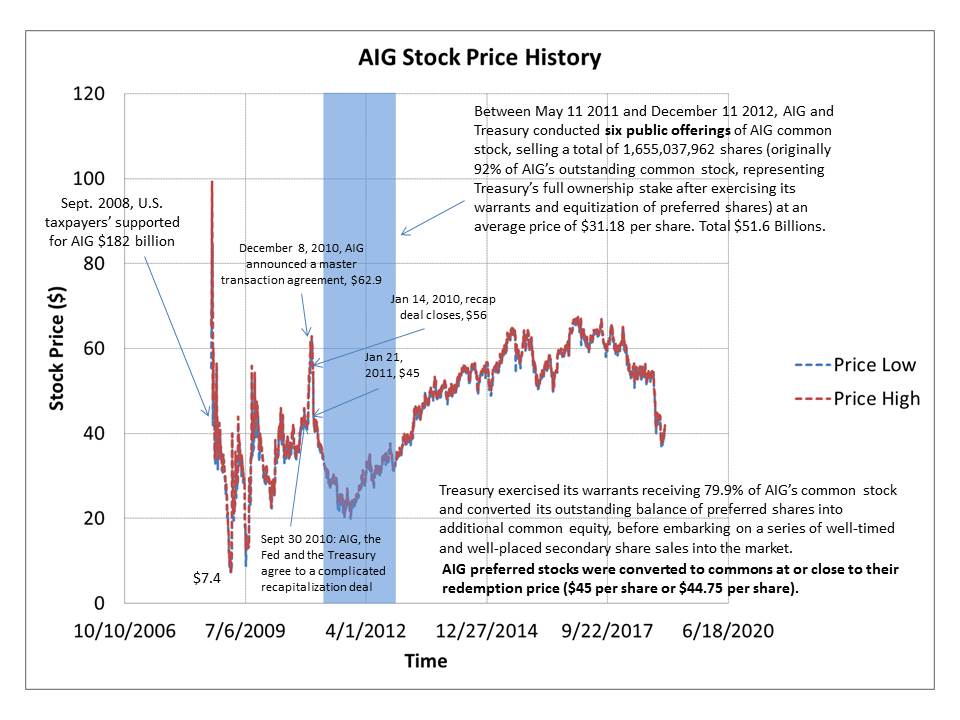 AIG Stock Price History
120
100
80
60
40
20
0
Stock Price ($)
10/10/2006
7/6/2009
4/1/2012
12/27/2014
9/22/2017
6/18/2020
Time
Between May 11 2011 and December 11 2012, AIG and
Treasury conducted six public offerings of AIG common
stock, selling a total of 1,655,037,962 shares (originally
92% of AIG's outstanding common stock, representing
Treasury's full ownership stake after exercising its
warrants and equitization of preferred shares) at an
average price of $31.18 per share. Total $51.6 Billions.
Sept. 2008, U.S.
taxpayers' supported
for AIG $182 billion
December 8, 2010, AIG
announced a master
transaction agreement, $62.9
Jan 14, 2010, recap
deal closes, $56
Jan 21,
2011, $45
Price Low
Price High
Sept 30 2010: AIG, the
Fed and the Treasury
agree to a complicated
recapitalization deal
$7.4
Treasury exercised its warrants receiving 79.9% of AIG's common stock
and converted its outstanding balance of preferred shares into
additional common equity, before embarking on a series of well-timed
and well-placed secondary share sales into the market.
AIG preferred stocks were converted to commons at or close to their
redemption price ($45 per share or $44.75 per share).